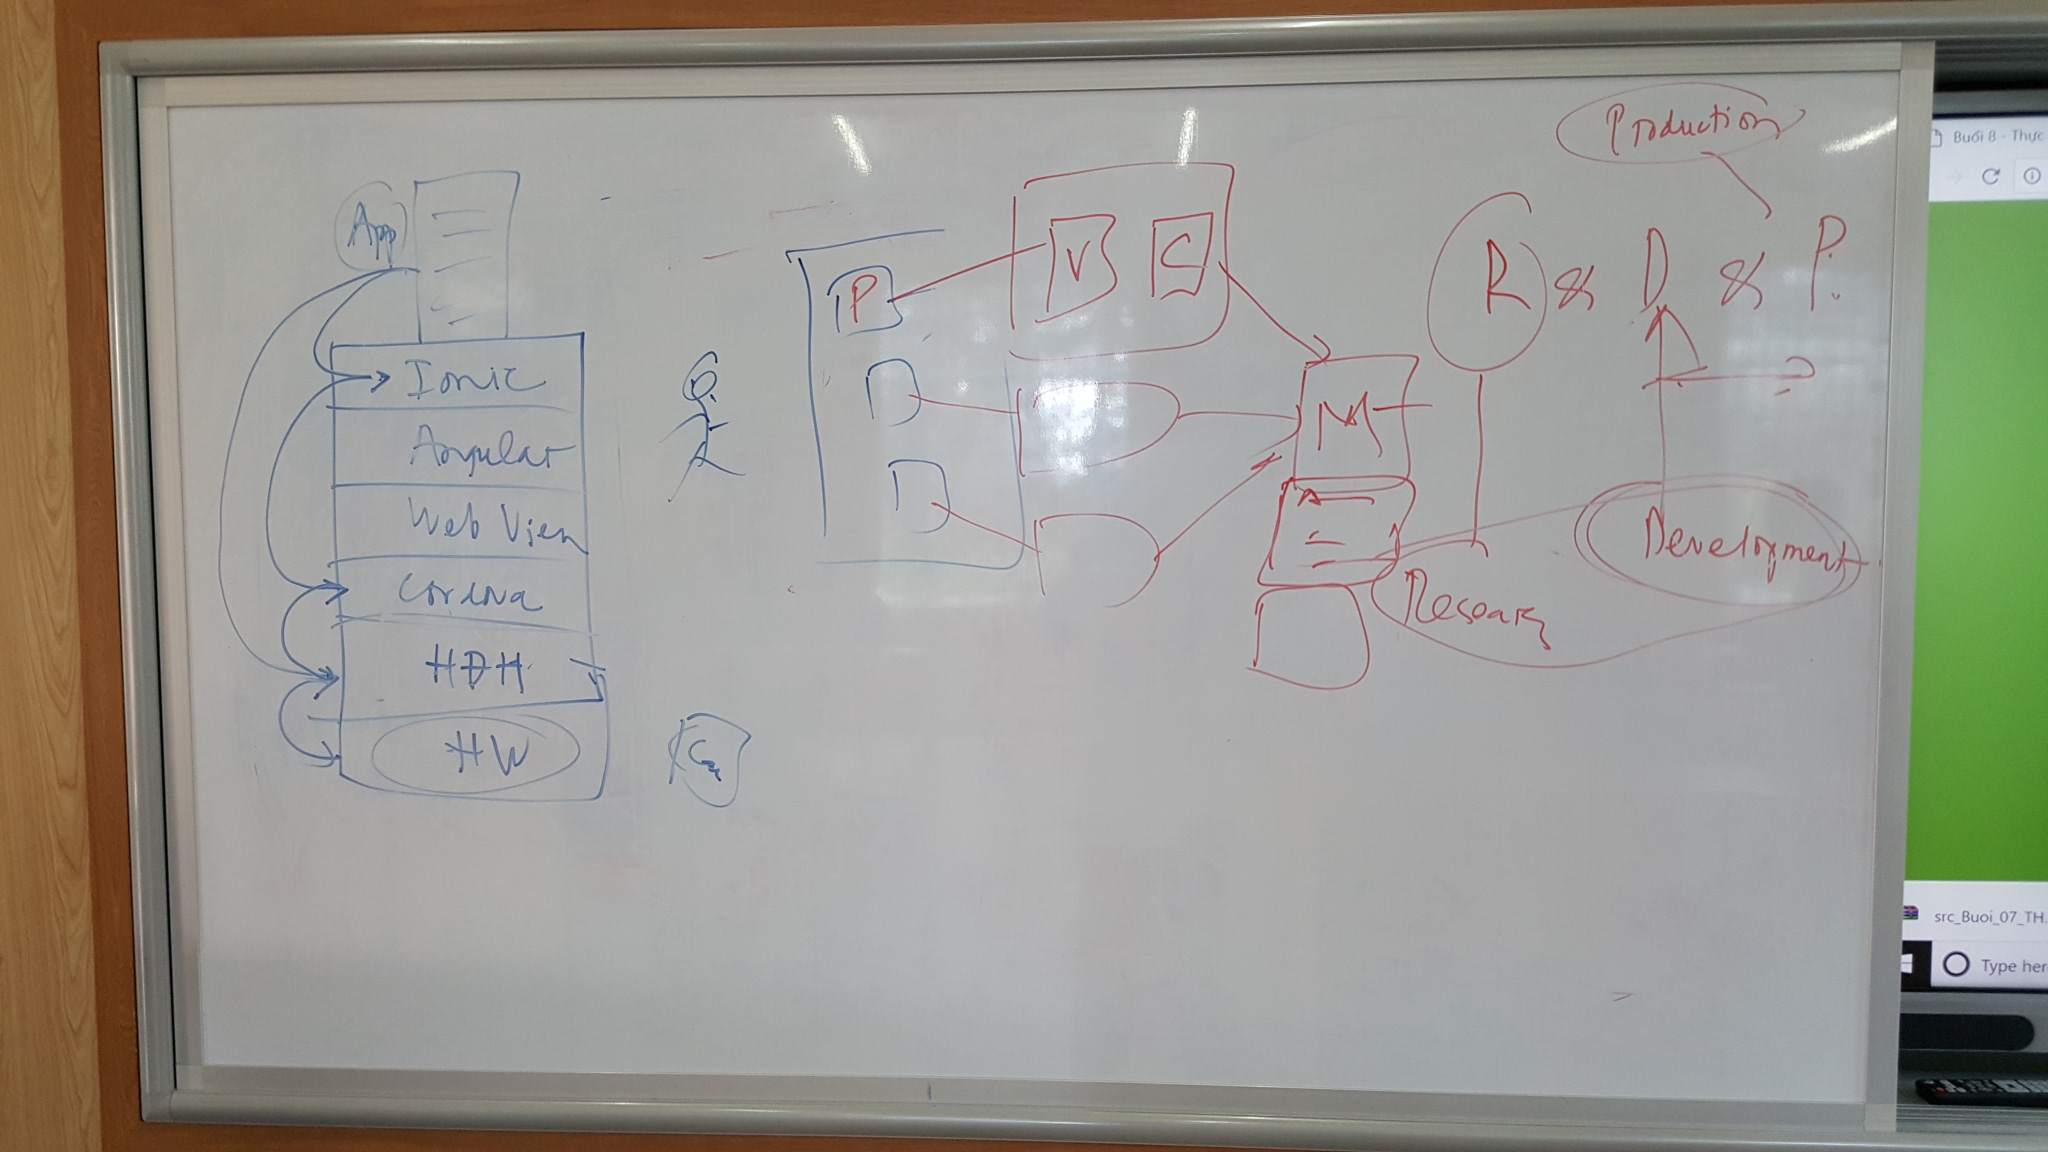 App
Ionic
Angular
Web View
Cordova
HĐH
HW
P
V C
M
Production
R & D & P.
Development
Research
Buổi 8 - Thực
src_Buoi_07_TH.
Type her